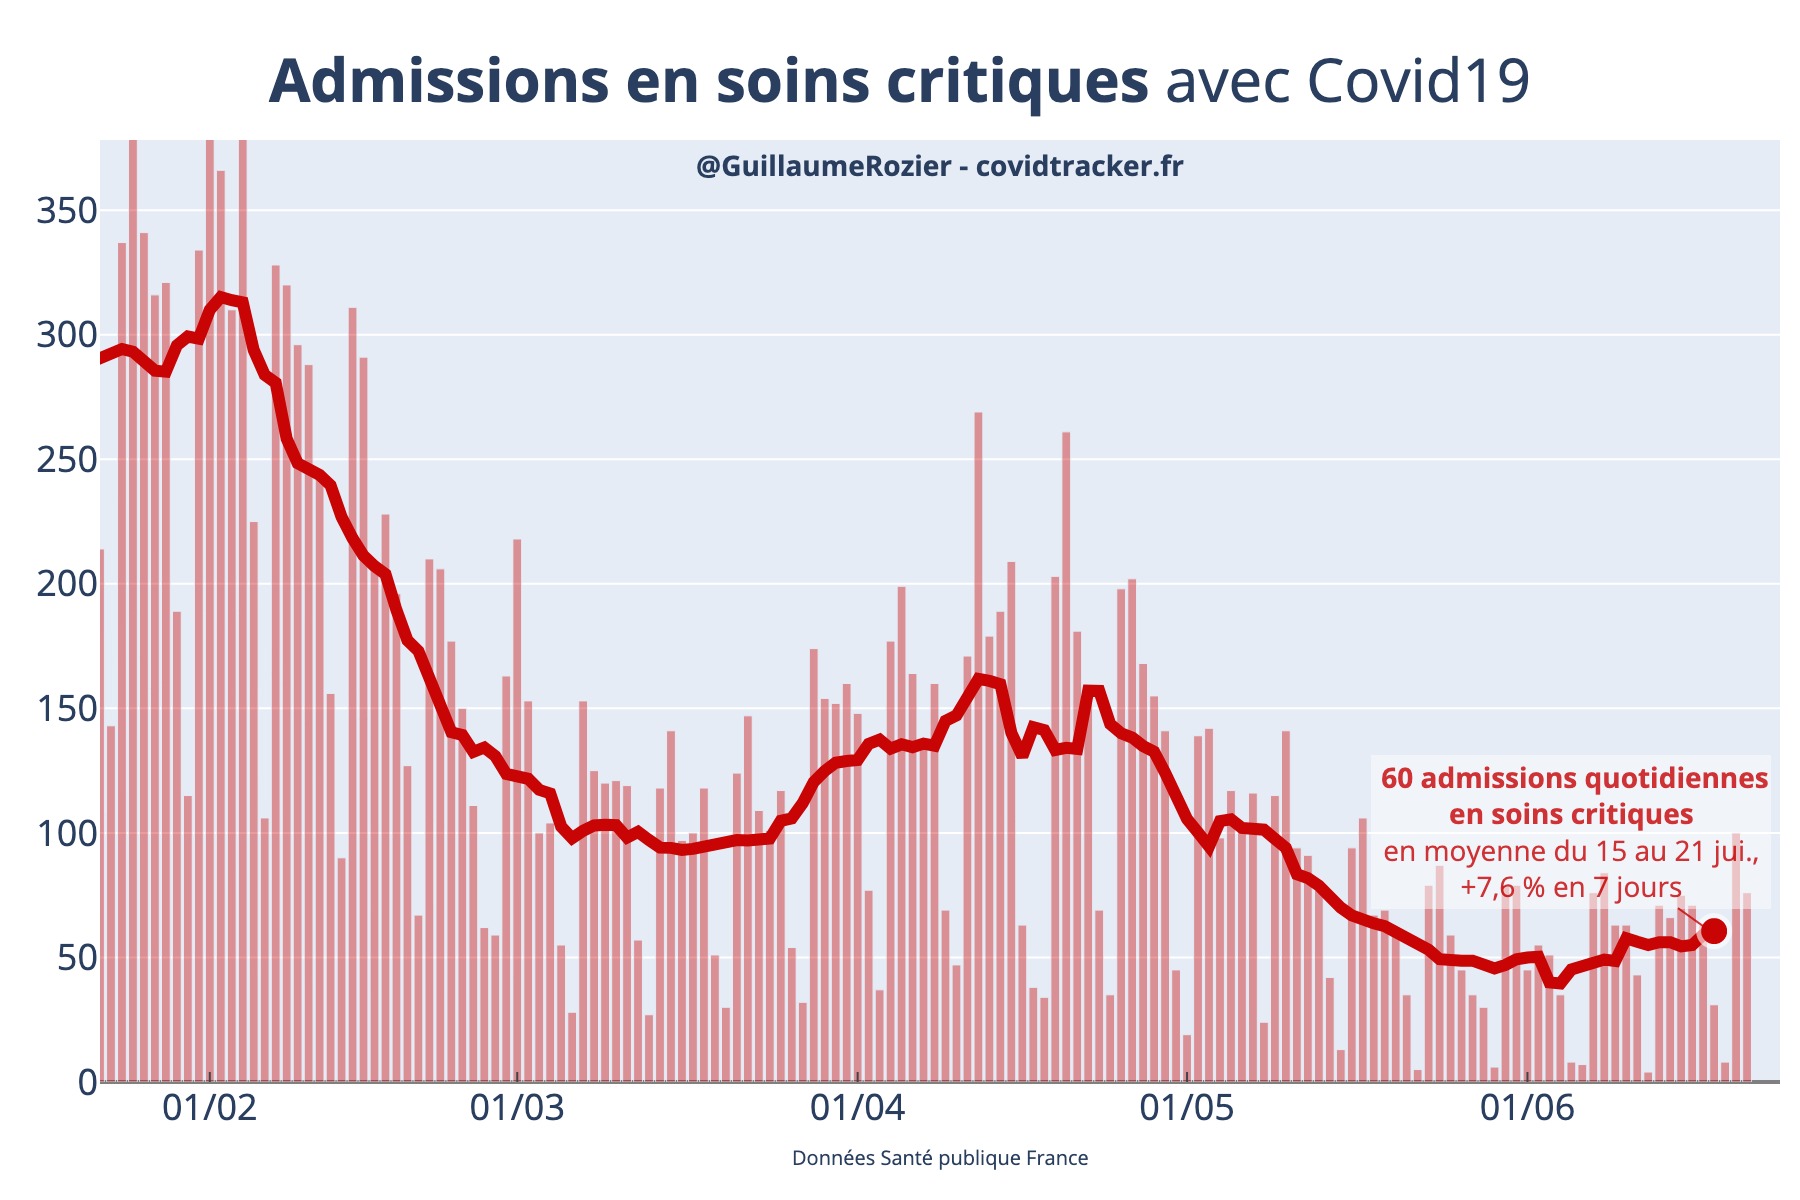 Admissions en soins critiques avec Covid19
@GuillaumeRozier - covidtracker.fr
350
300
250
200
150
100
50
0
60 admissions quotidiennes
en soins critiques
en moyenne du 15 au 21 jui.,
+7,6 % en 7 jours
01/02
01/03
01/04
01/05
01/06
Données Santé publique France